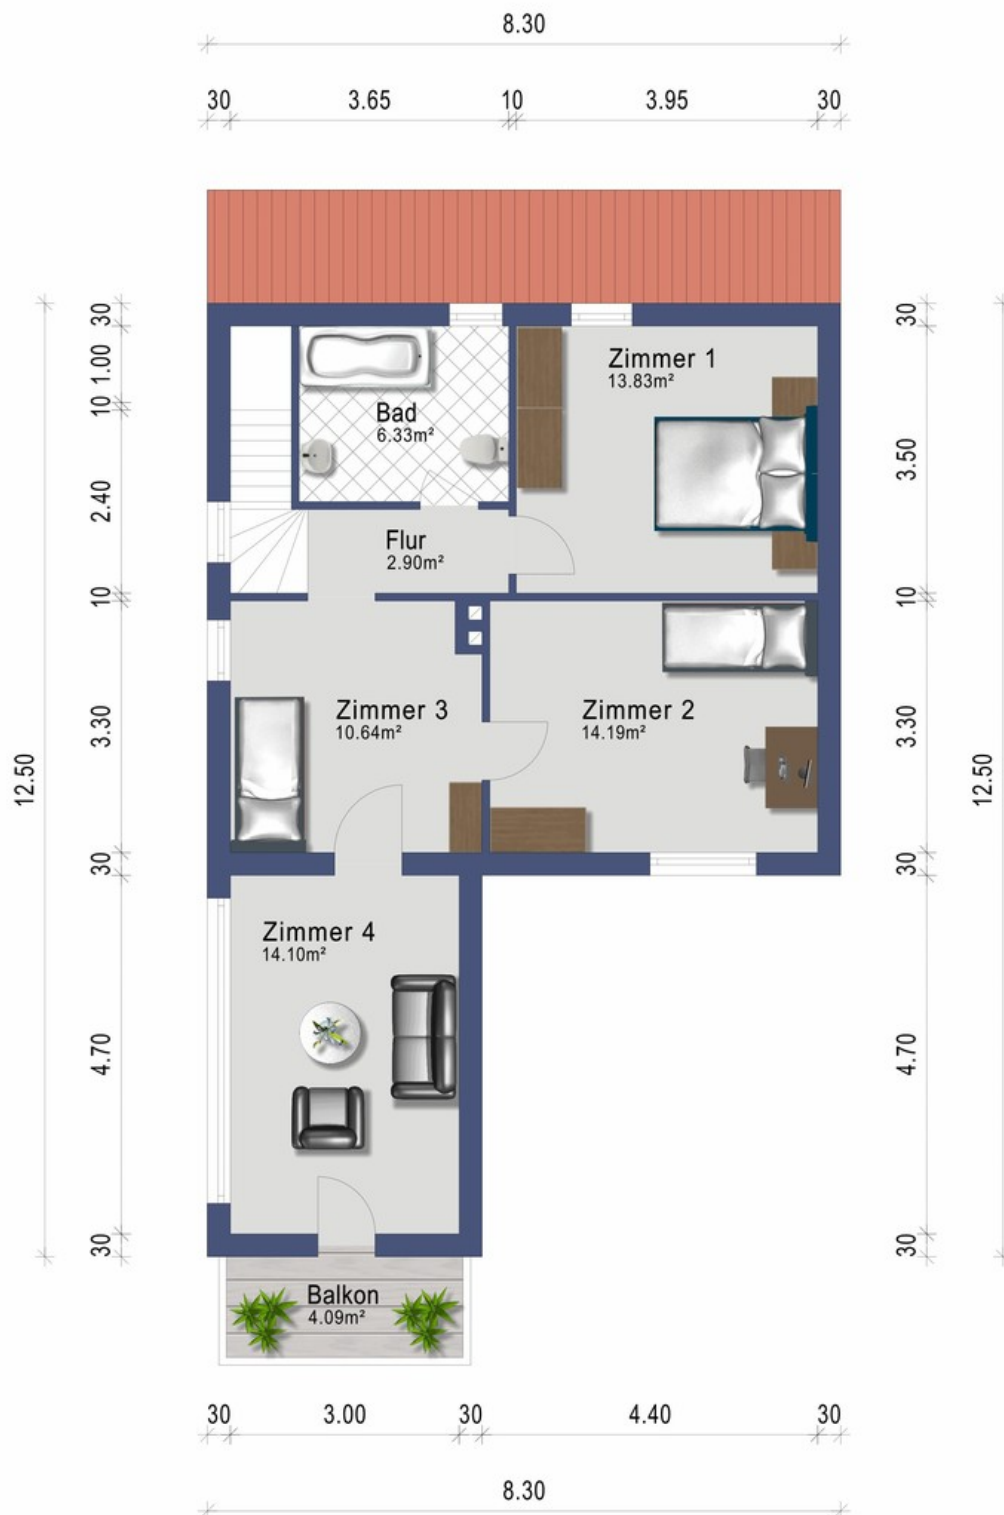 8.30
30 3.65 10 3.95 30
30
1.00
10
2.40
10
3.30
30
4.70
30
12.50
Zimmer 1
13.83m²
Bad
6.33m²
Flur
2.90m²
Zimmer 3
10.64m²
Zimmer 2
14.19m²
Zimmer 4
14.10m²
Balkon
4.09m²
30
3.50
10
3.30
30
4.70
30
12.50
30 3.00 30 4.40 30
8.30